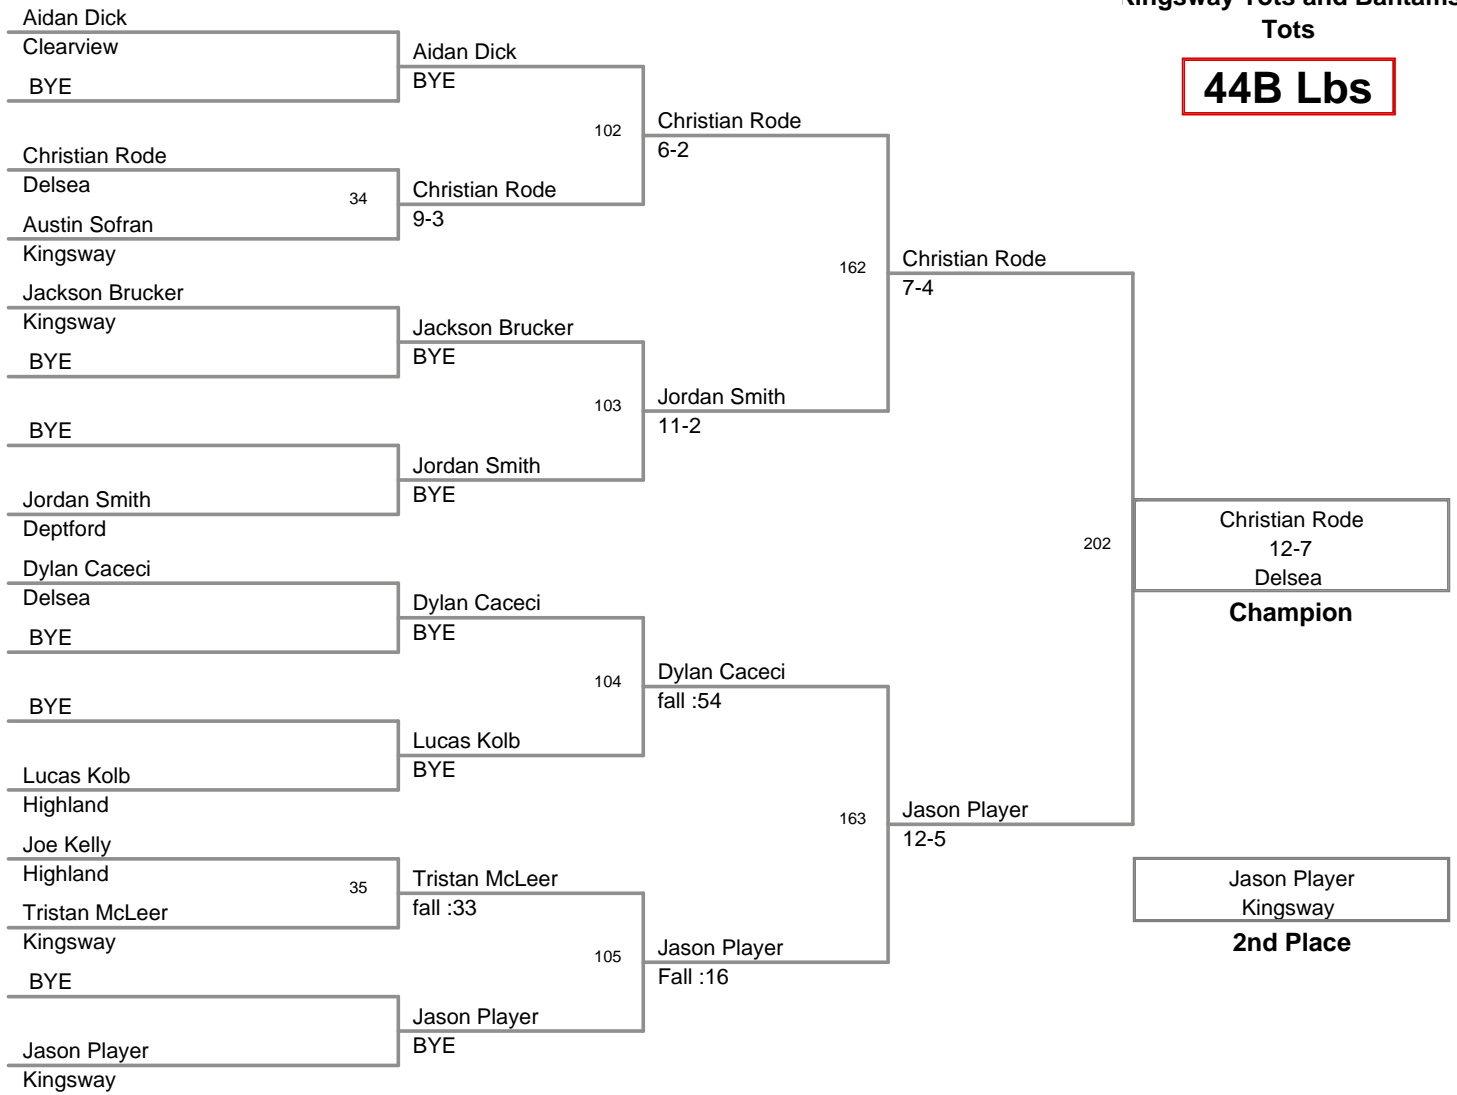 Kingsway Tots and Bantams
Tots
44B Lbs
Aidan Dick
Clearview
BYE
Christian Rode
Delsea
34
Austin Sofran
Kingsway
Jackson Brucker
Kingsway
BYE
BYE
Jordan Smith
Deptford
Dylan Caceci
Delsea
BYE
BYE
Lucas Kolb
Highland
Joe Kelly
Highland
35
Tristan McLeer
Kingsway
BYE
Jason Player
Kingsway
Aidan Dick
BYE
102
Christian Rode
9-3
Jackson Brucker
BYE
103
Jordan Smith
BYE
Dylan Caceci
BYE
104
Lucas Kolb
BYE
Tristan McLeer
fall :33
105
Jason Player
BYE
Christian Rode
6-2
162
Jordan Smith
11-2
Dylan Caceci
fall :54
163
Jason Player
Fall :16
Christian Rode
7-4
202
Jason Player
12-5
Christian Rode
12-7
Delsea
Champion
Jason Player
Kingsway
2nd Place